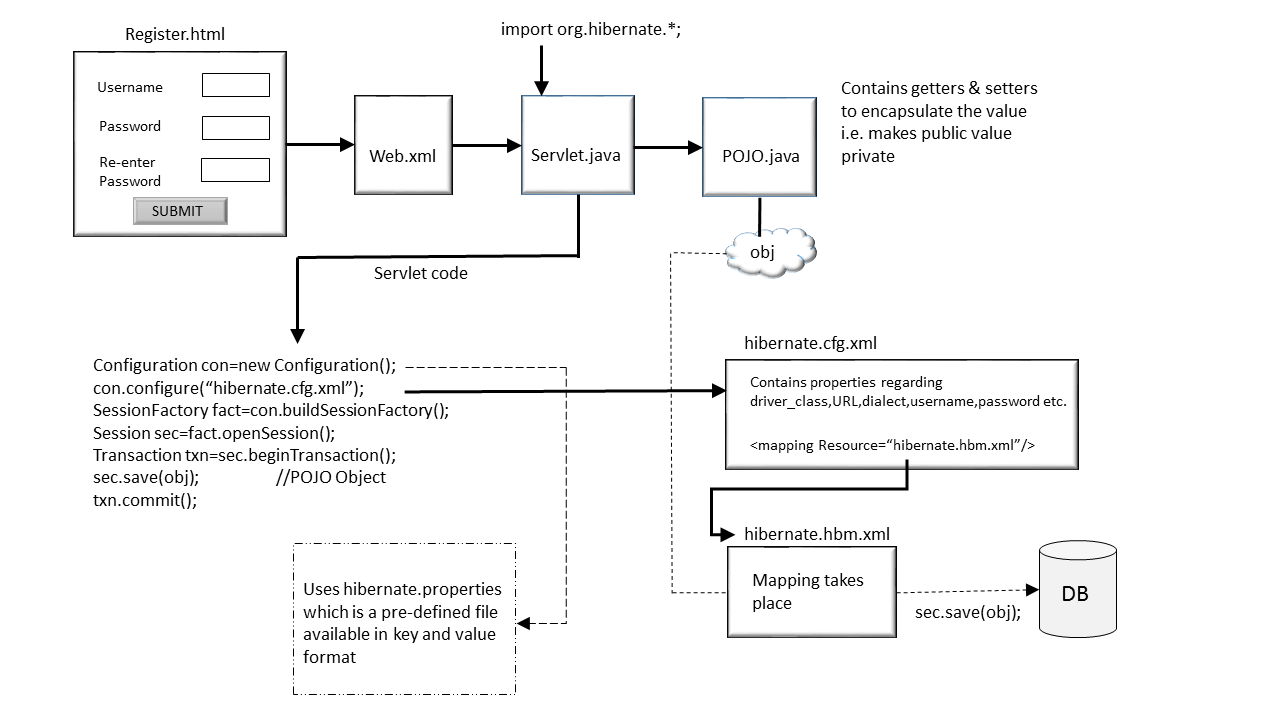 Register.html
import org.hibernate.*;
Username
Password
Re-enter
Password
SUBMIT
Web.xml
Servlet.java
POJO.java
Contains getters & setters
to encapsulate the value
i.e. makes public value
private
obj
Servlet code
Configuration con=new Configuration();
con.configure(“hibernate.cfg.xml”);
SessionFactory fact=con.buildSessionFactory();
Session sec=fact.openSession();
Transaction txn=sec.beginTransaction();
sec.save(obj); //POJO Object
txn.commit();
hibernate.cfg.xml
Contains properties regarding
driver_class,URL,dialect,username,password etc.
<mapping Resource=“hibernate.hbm.xml”/>
hibernate.hbm.xml
Mapping takes
place
sec.save(obj);
DB
Uses hibernate.properties
which is a pre-defined file
available in key and value
format